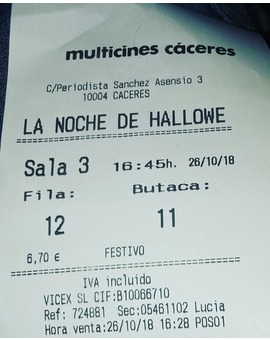 multicines cáceres
C/Periodista Sanchez Asensio 3
10004 CACERES
LA NOCHE DE HALLOWE
Sala 3 16:45h. 26/10/18
Fila: Butaca:
12 11
6,70 € FESTIVO
IVA incluido
VICEX SL CIF:B10066710
Ref: 724881 Sec:05461102 Lucia
Hora venta:26/10/18 16:28 POS01